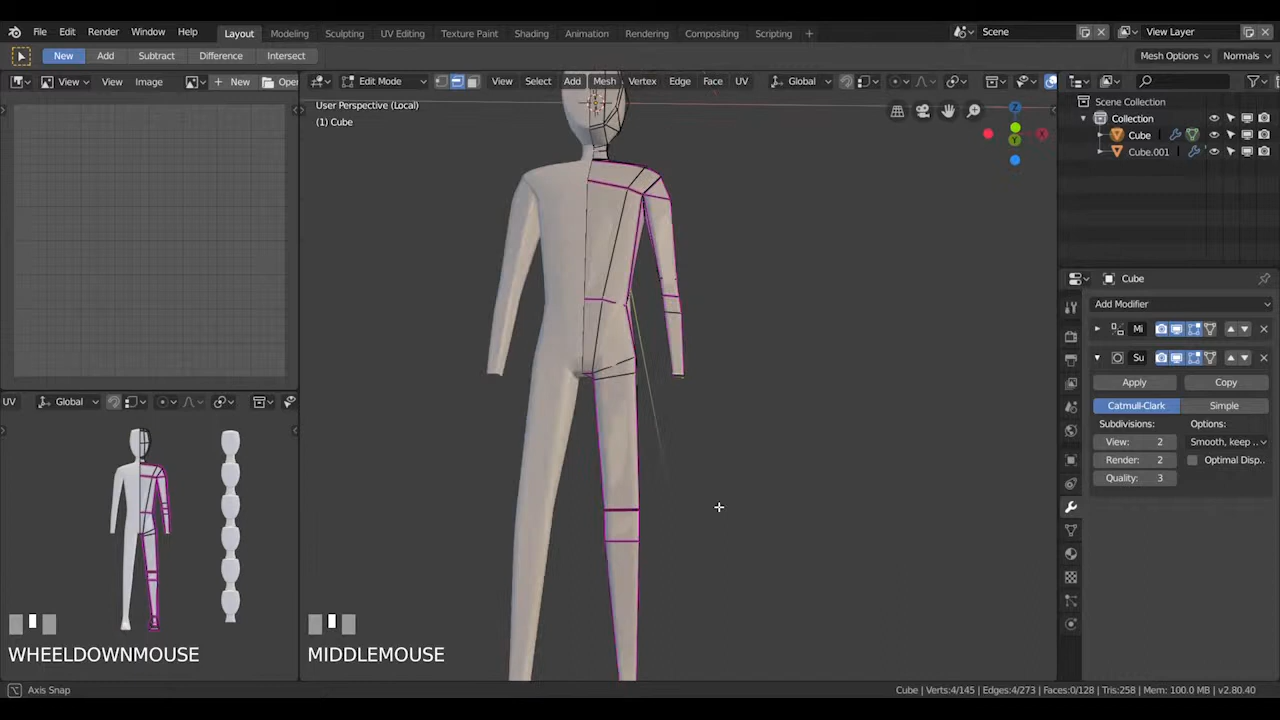 File Edit Render Window Help Layout Modeling Sculpting UV Editing Texture Paint Shading Animation Rendering Compositing Scripting + Scene View Layer
New Add Subtract Difference Intersect Mesh Options Normals
View View Image New Open Edit Mode View Select Add Mesh Vertex Edge Face UV Global
User Perspective (Local)
(1) Cube
Z
Y
X
Scene Collection
Collection
Cube
Cube.001
Cube
Add Modifier
Mi
Su
Apply Copy
Catmull-Clark Simple
Subdivisions: Options:
View: 2 Smooth, keep ..
Render: 2 Optimal Disp..
Quality: 3
UV Global
WHEELDOWNMOUSE MIDDLEMOUSE
Axis Snap Cube | Verts:4/145 | Edges:4/273 | Faces:0/128 | Tris:258 | Mem: 100.0 MB | v2.80.40